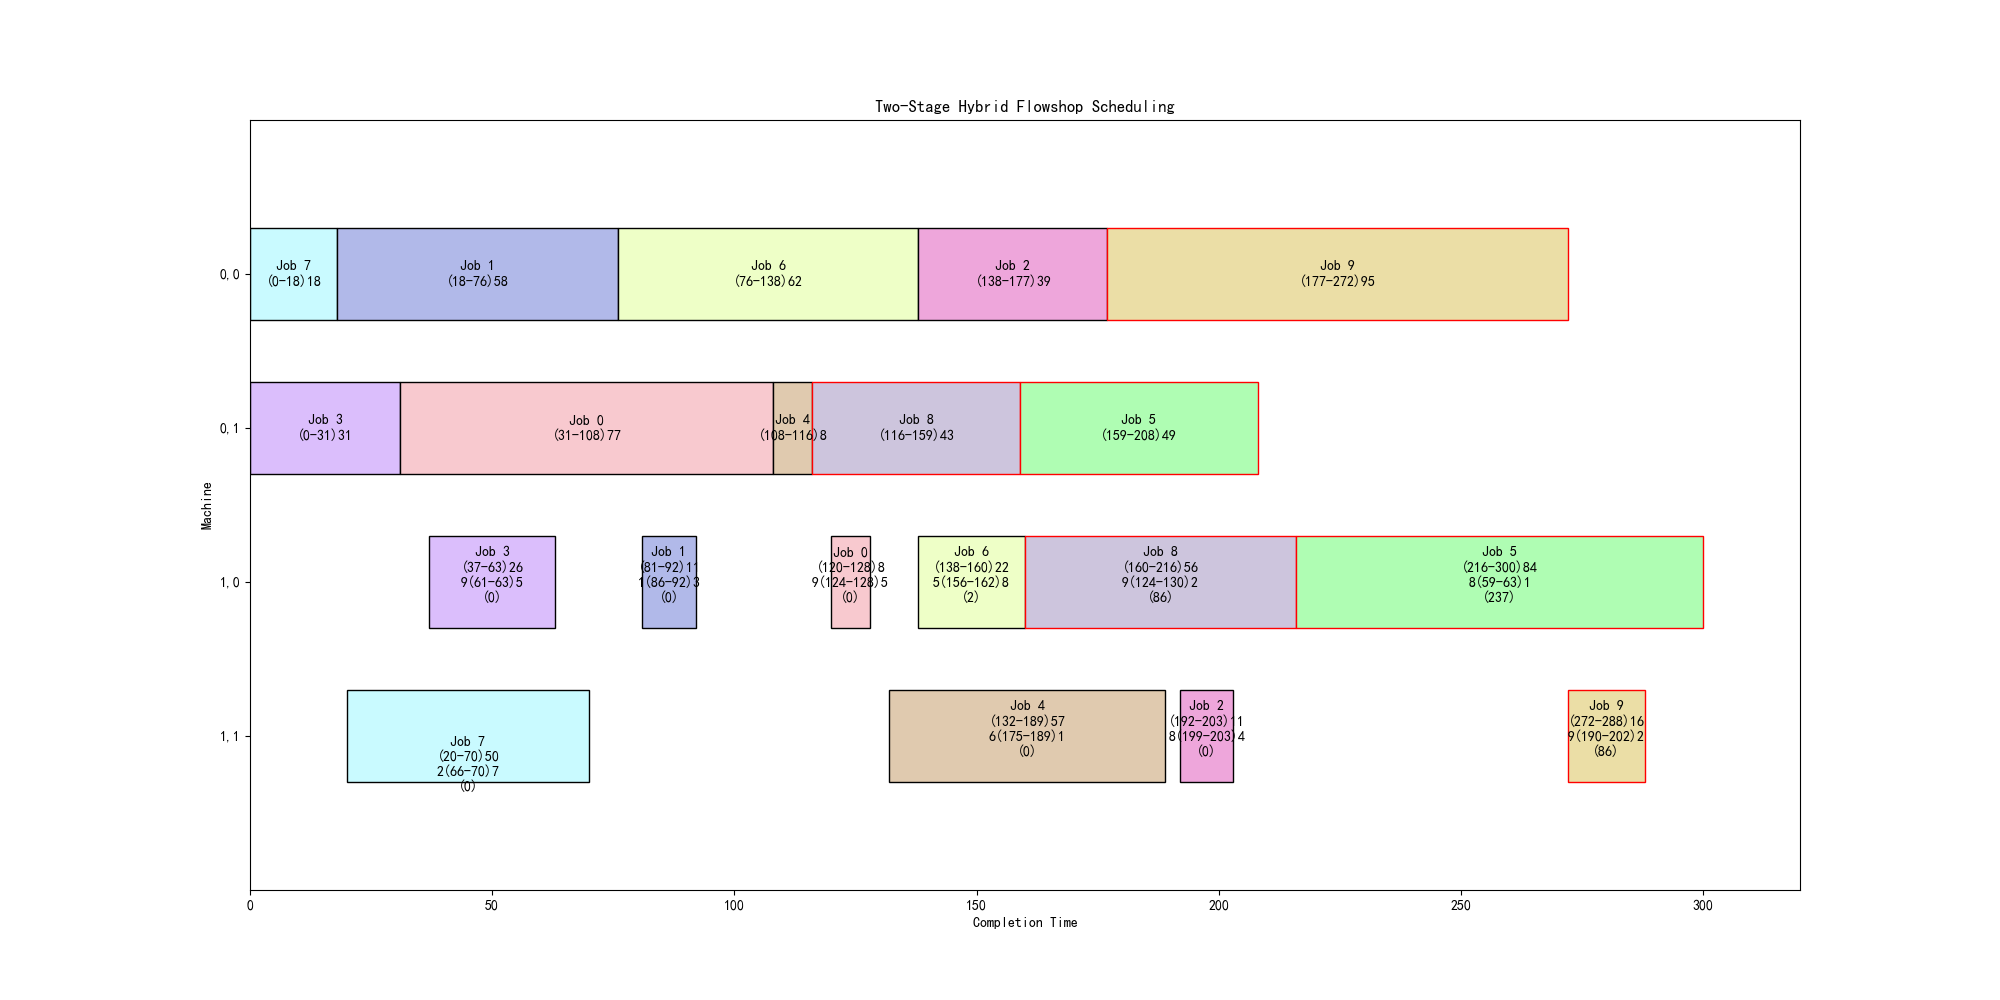 Two-Stage Hybrid Flowshop Scheduling
0,0
Job 7
(0-18)18
Job 1
(18-76)58
Job 6
(76-138)62
Job 2
(138-177)39
Job 9
(177-272)95
0,1
Job 3
(0-31)31
Job 0
(31-108)77
Job 4
(108-116)8
Job 8
(116-159)43
Job 5
(159-208)49
Machine
1,0
Job 3
(37-63)26
9(61-63)5
(0)
Job 1
(81-92)11
1(86-92)3
(0)
Job 0
(120-128)8
9(124-128)5
(0)
Job 6
(138-160)22
5(156-162)8
(2)
Job 8
(160-216)56
9(124-130)2
(86)
Job 5
(216-300)84
8(59-63)1
(237)
1,1
Job 7
(20-70)50
2(66-70)7
(0)
Job 4
(132-189)57
6(175-189)1
(0)
Job 2
(192-203)11
8(199-203)4
(0)
Job 9
(272-288)16
9(190-202)2
(86)
0
50
100
150
200
250
300
Completion Time